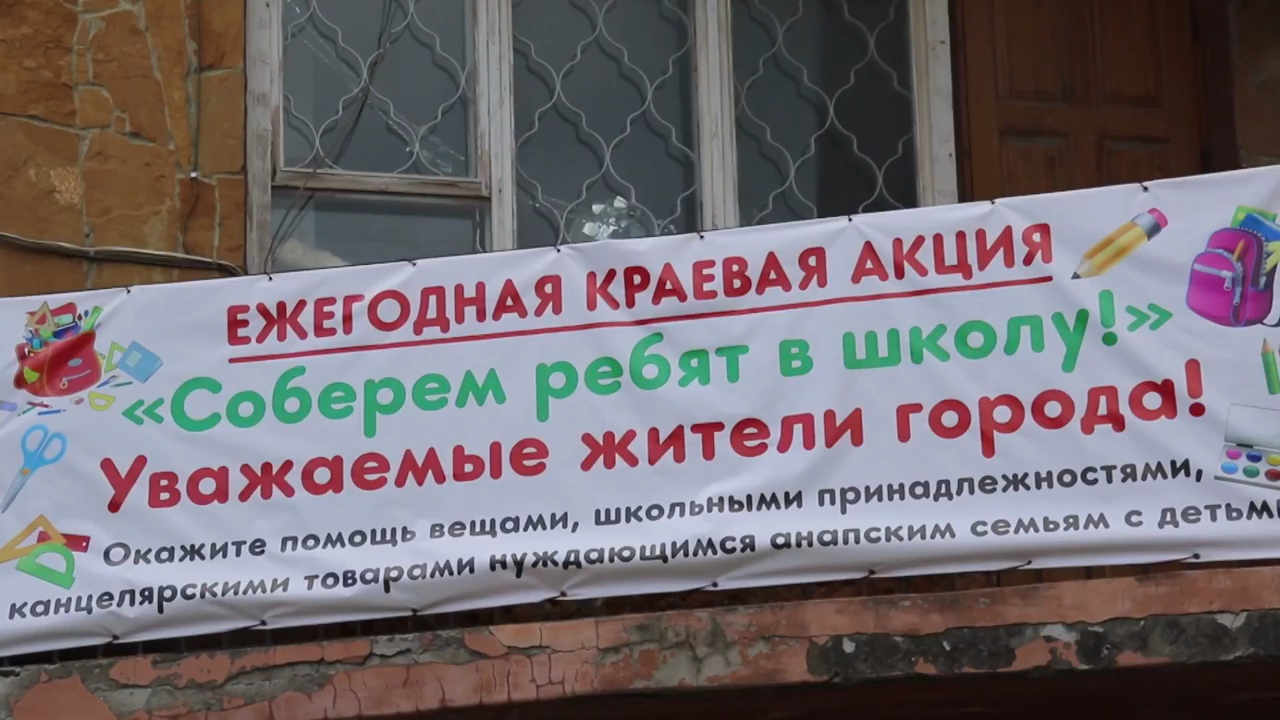 ЕЖЕГОДНАЯ КРАЕВАЯ АКЦИЯ
«Соберем ребят в школу!»
Уважаемые жители города!
Окажите помощь вещами, школьными принадлежностями,
канцелярскими товарами нуждающимся анапским семьям с детьми